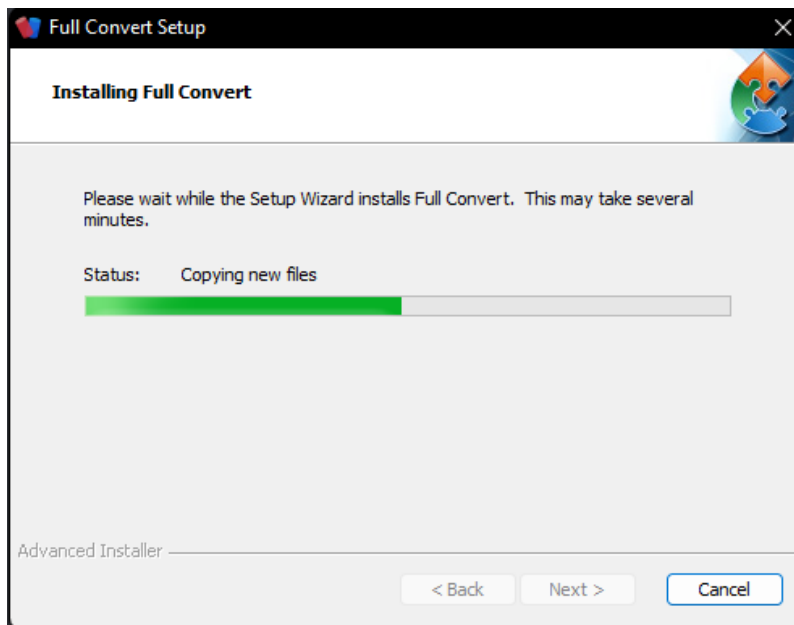 Full Convert Setup
Installing Full Convert
Please wait while the Setup Wizard installs Full Convert. This may take several
minutes.
Status: Copying new files
Advanced Installer
< Back Next > Cancel